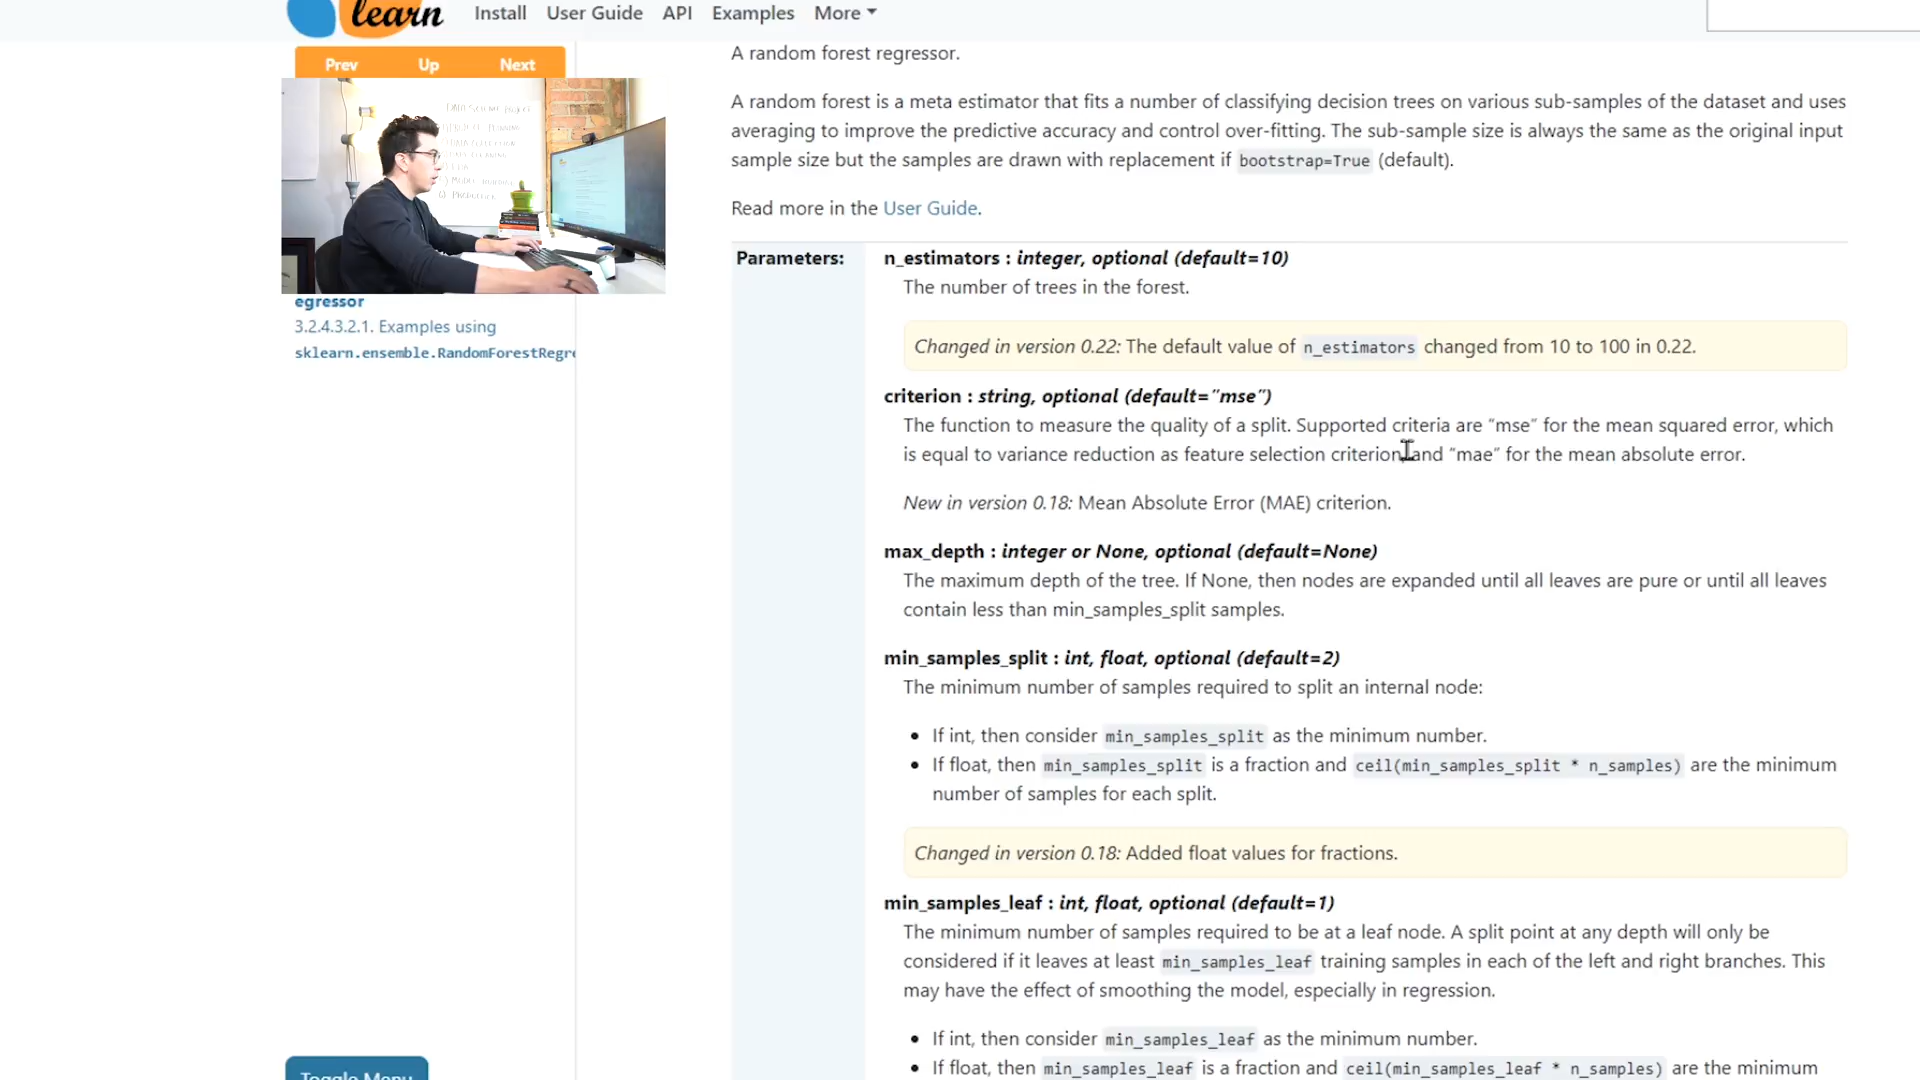 learn
Install User Guide API Examples More
Prev Up Next
egressor
3.2.4.3.2.1. Examples using
sklearn.ensemble.RandomForestRegre
Toggle Menu
A random forest regressor.
A random forest is a meta estimator that fits a number of classifying decision trees on various sub-samples of the dataset and uses
averaging to improve the predictive accuracy and control over-fitting. The sub-sample size is always the same as the original input
sample size but the samples are drawn with replacement if bootstrap=True (default).
Read more in the User Guide.
Parameters:
n_estimators : integer, optional (default=10)
The number of trees in the forest.
Changed in version 0.22: The default value of n_estimators changed from 10 to 100 in 0.22.
criterion : string, optional (default="mse")
The function to measure the quality of a split. Supported criteria are “mse” for the mean squared error, which
is equal to variance reduction as feature selection criterion, and “mae” for the mean absolute error.
New in version 0.18: Mean Absolute Error (MAE) criterion.
max_depth : integer or None, optional (default=None)
The maximum depth of the tree. If None, then nodes are expanded until all leaves are pure or until all leaves
contain less than min_samples_split samples.
min_samples_split : int, float, optional (default=2)
The minimum number of samples required to split an internal node:
• If int, then consider min_samples_split as the minimum number.
• If float, then min_samples_split is a fraction and ceil(min_samples_split * n_samples) are the minimum
number of samples for each split.
Changed in version 0.18: Added float values for fractions.
min_samples_leaf : int, float, optional (default=1)
The minimum number of samples required to be at a leaf node. A split point at any depth will only be
considered if it leaves at least min_samples_leaf training samples in each of the left and right branches. This
may have the effect of smoothing the model, especially in regression.
• If int, then consider min_samples_leaf as the minimum number.
• If float, then min_samples_leaf is a fraction and ceil(min_samples_leaf * n_samples) are the minimum